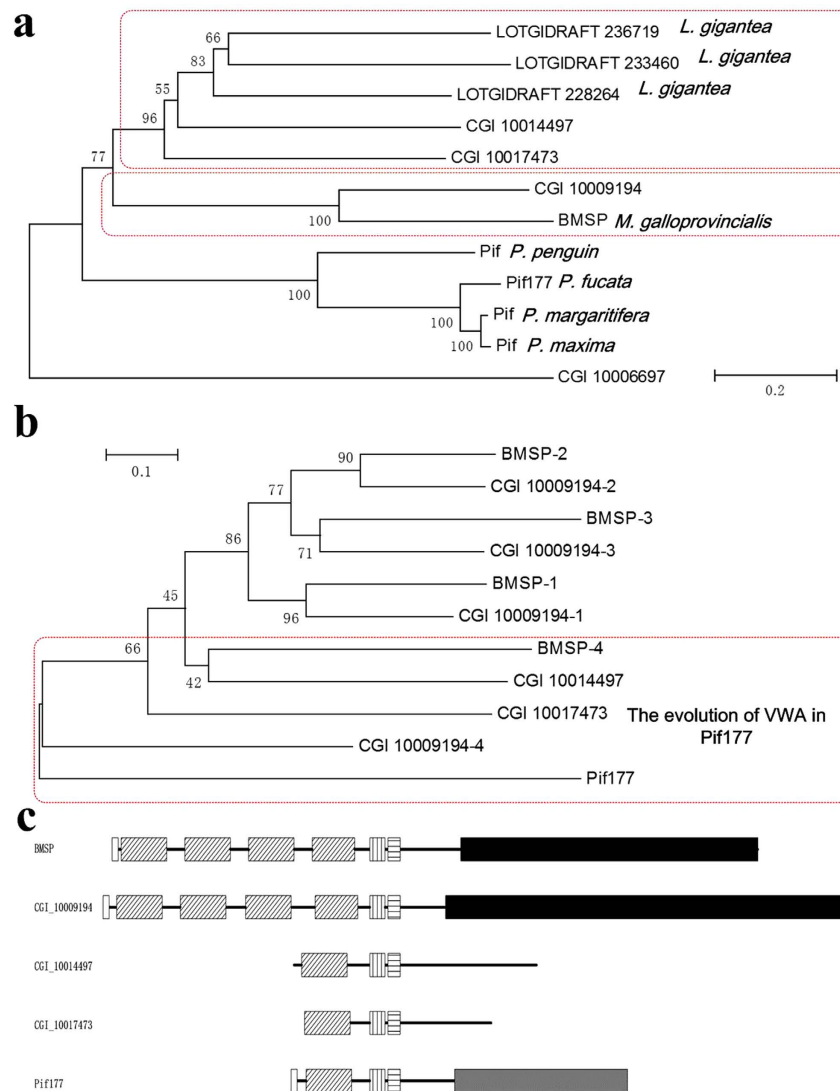 a
66
LOTGIDRAFT 236719 L. gigantea
LOTGIDRAFT 233460 L. gigantea
83
LOTGIDRAFT 228264 L. gigantea
55
96
CGI 10014497
77
CGI 10017473
CGI 10009194
100
BMSP M. galloprovincialis
Pif P. penguin
100
Pif177 P. fucata
100
Pif P. margaritifera
100
Pif P. maxima
CGI 10006697
0.2
b
0.1
90
BMSP-2
77
CGI 10009194-2
BMSP-3
86
71
CGI 10009194-3
BMSP-1
45
96
CGI 10009194-1
66
BMSP-4
42
CGI 10014497
CGI 10017473
The evolution of VWA in
Pif177
CGI 10009194-4
Pif177
c
BMSP
CGI_10009194
CGI_10014497
CGI_10017473
Pif177